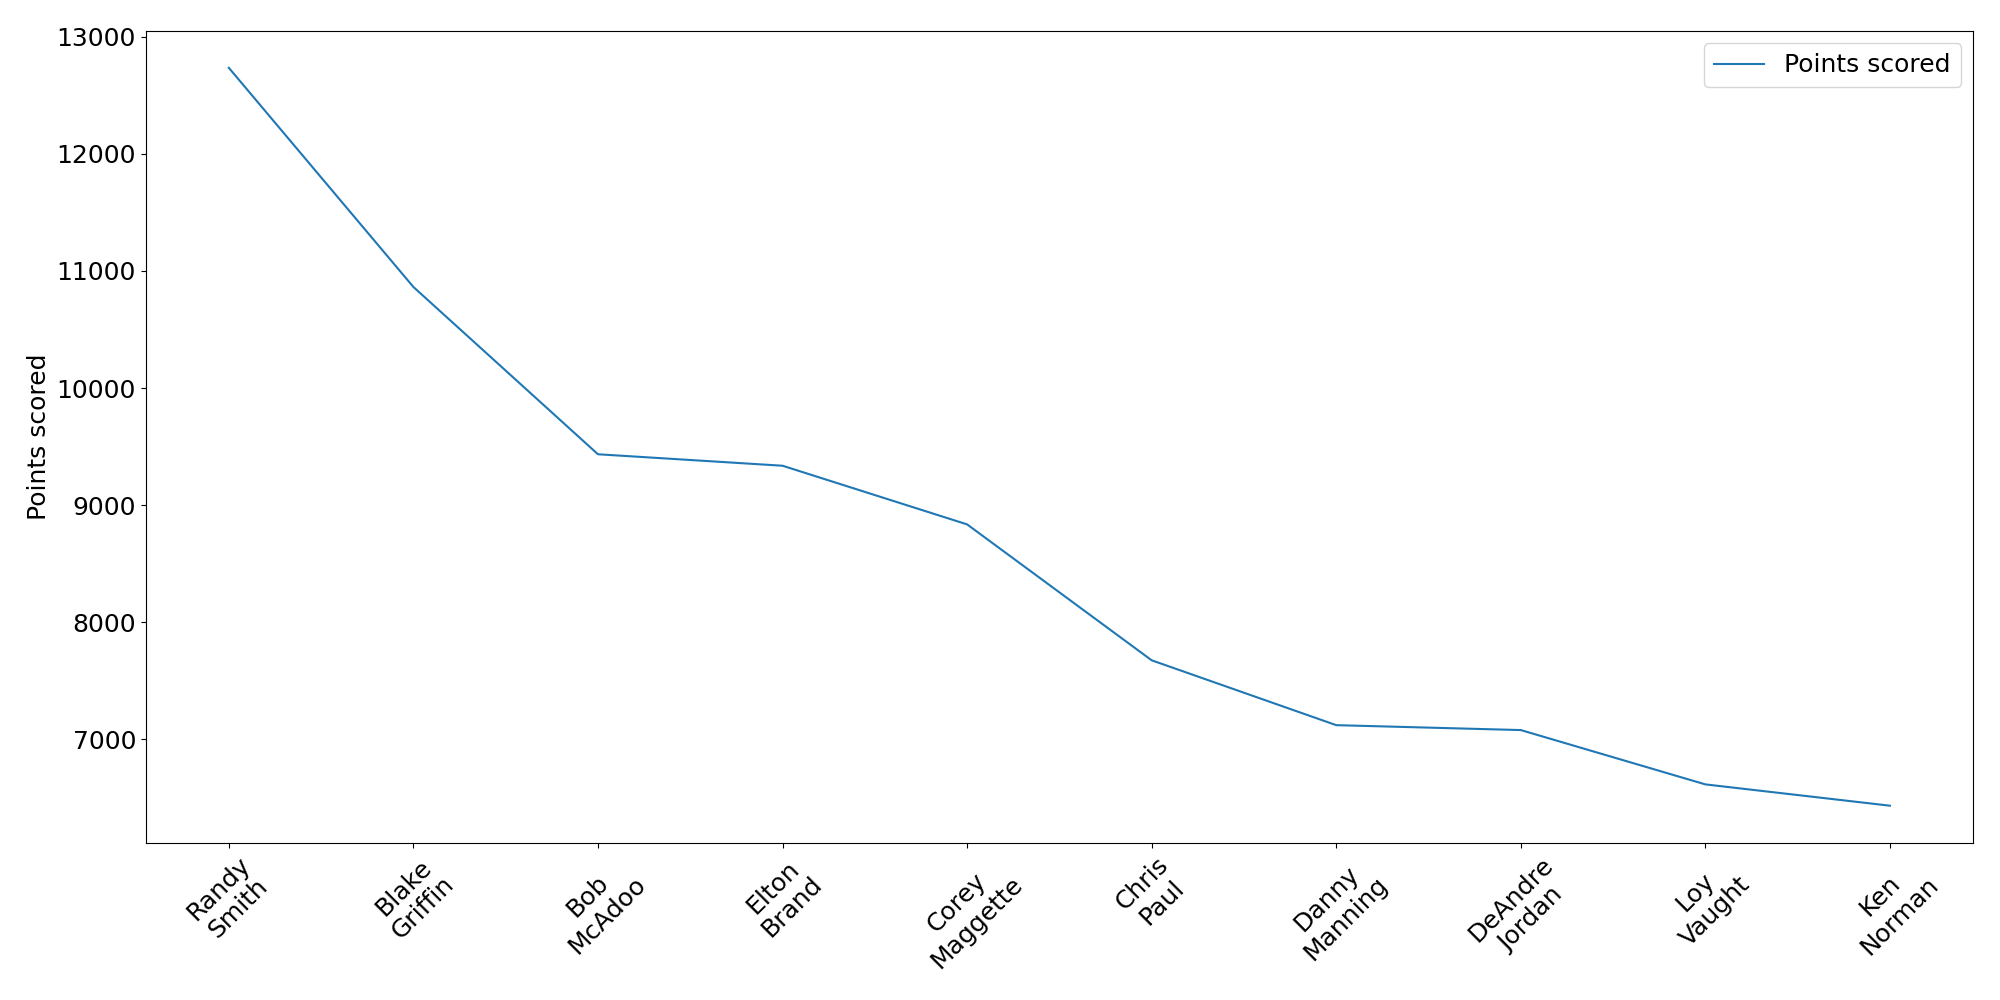 13000
12000
11000
10000
9000
8000
7000
Points scored
Points scored
Randy
Smith
Blake
Griffin
Bob
McAdoo
Elton
Brand
Corey
Maggette
Chris
Paul
Danny
Manning
DeAndre
Jordan
Loy
Vaught
Ken
Norman